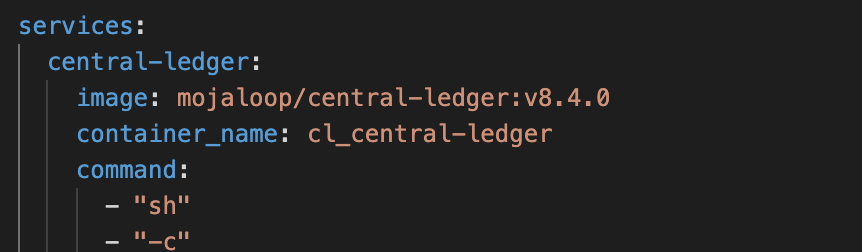 services:
  central-ledger:
    image: mojaloop/central-ledger:v8.4.0
    container_name: cl_central-ledger
    command:
      - "sh"
      - "-c"